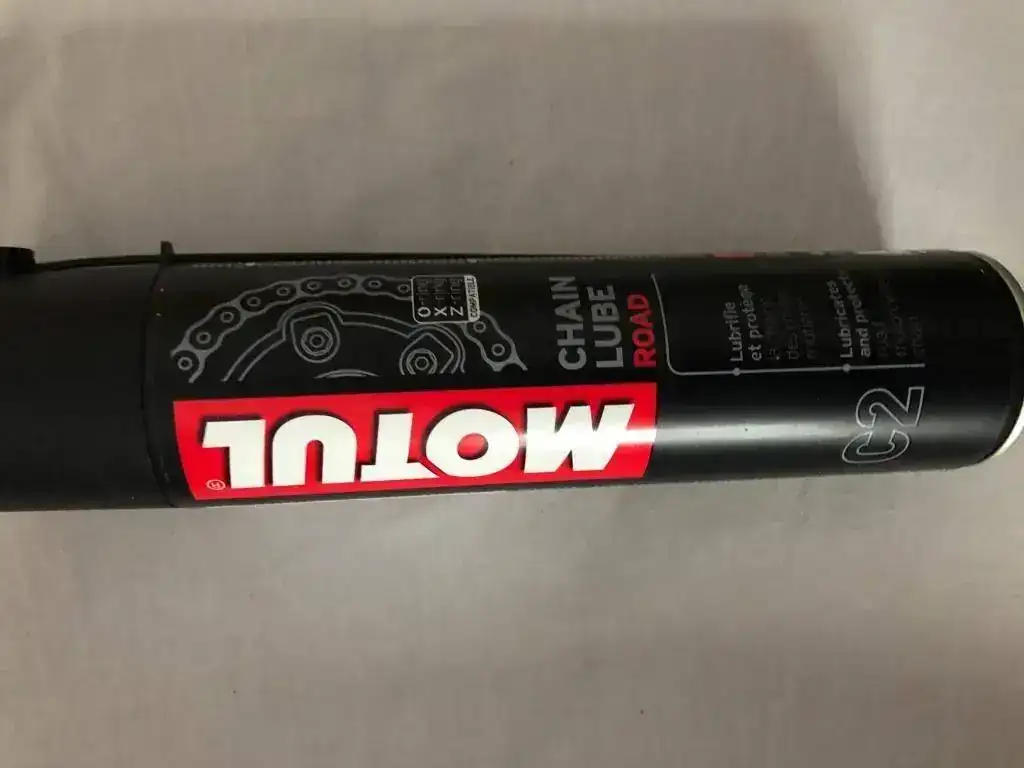 MOTUL®
O-ring
X-ring
Z-ring
COMPATIBLE
CHAIN
LUBE
ROAD
Lubrifie
et protège
Lubricates
and protects
C2